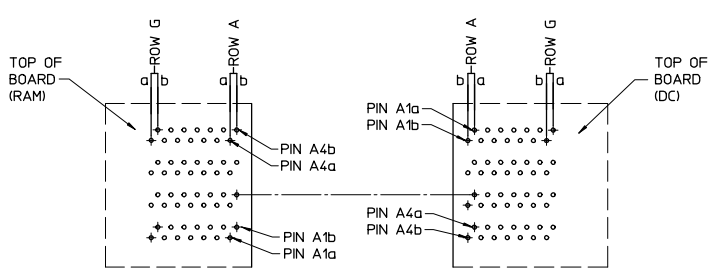 ROW G
ROW A
a b
a b
TOP OF
BOARD
(RAM)
PIN A4b
PIN A4a
PIN A1b
PIN A1a
ROW A
ROW G
b a
b a
TOP OF
BOARD
(DC)
PIN A1a
PIN A1b
PIN A4a
PIN A4b